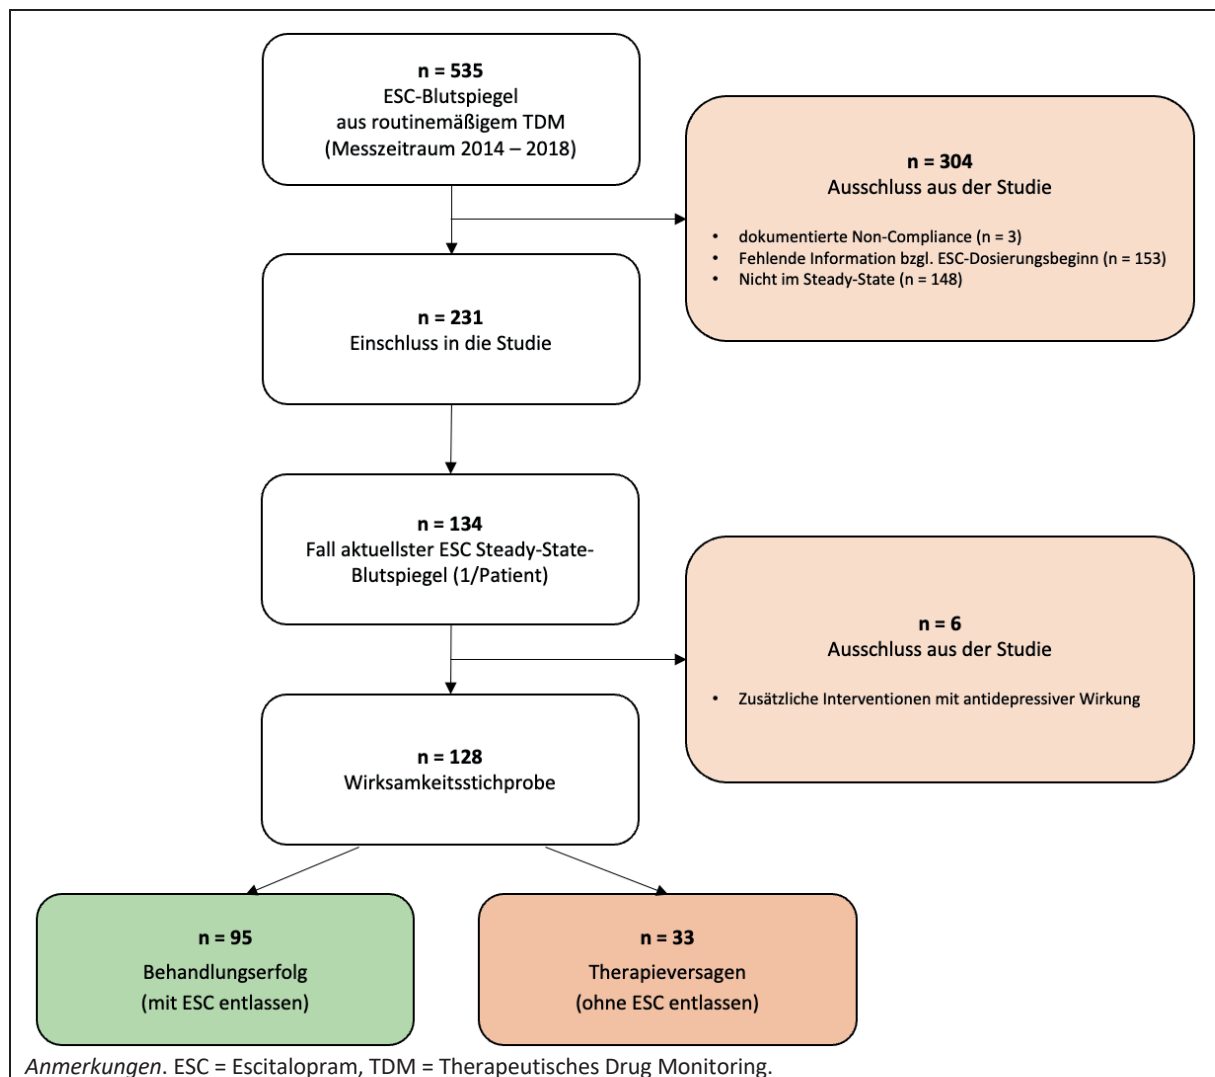 n = 535
ESC-Blutspiegel
aus routinemäßigem TDM
(Messzeitraum 2014 – 2018)
n = 304
Ausschluss aus der Studie
• dokumentierte Non-Compliance (n = 3)
• Fehlende Information bzgl. ESC-Dosierungsbeginn (n = 153)
• Nicht im Steady-State (n = 148)
n = 231
Einschluss in die Studie
n = 134
Fall aktuellster ESC Steady-State-
Blutspiegel (1/Patient)
n = 6
Ausschluss aus der Studie
• Zusätzliche Interventionen mit antidepressiver Wirkung
n = 128
Wirksamkeitsstichprobe
n = 95
Behandlungserfolg
(mit ESC entlassen)
n = 33
Therapieversagen
(ohne ESC entlassen)
Anmerkungen. ESC = Escitalopram, TDM = Therapeutisches Drug Monitoring.